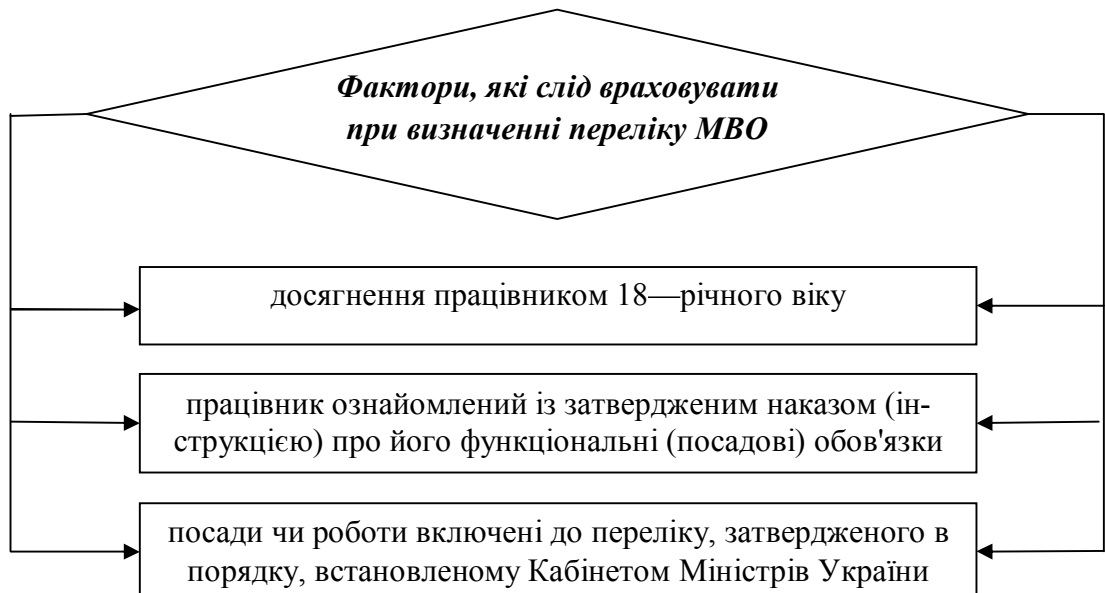 Фактори, які слід враховувати
при визначенні переліку МВО
досягнення працівником 18—річного віку
працівник ознайомлений із затвердженим наказом (ін-
струкцією) про його функціональні (посадові) обов'язки
посади чи роботи включені до переліку, затвердженого в
порядку, встановленому Кабінетом Міністрів України